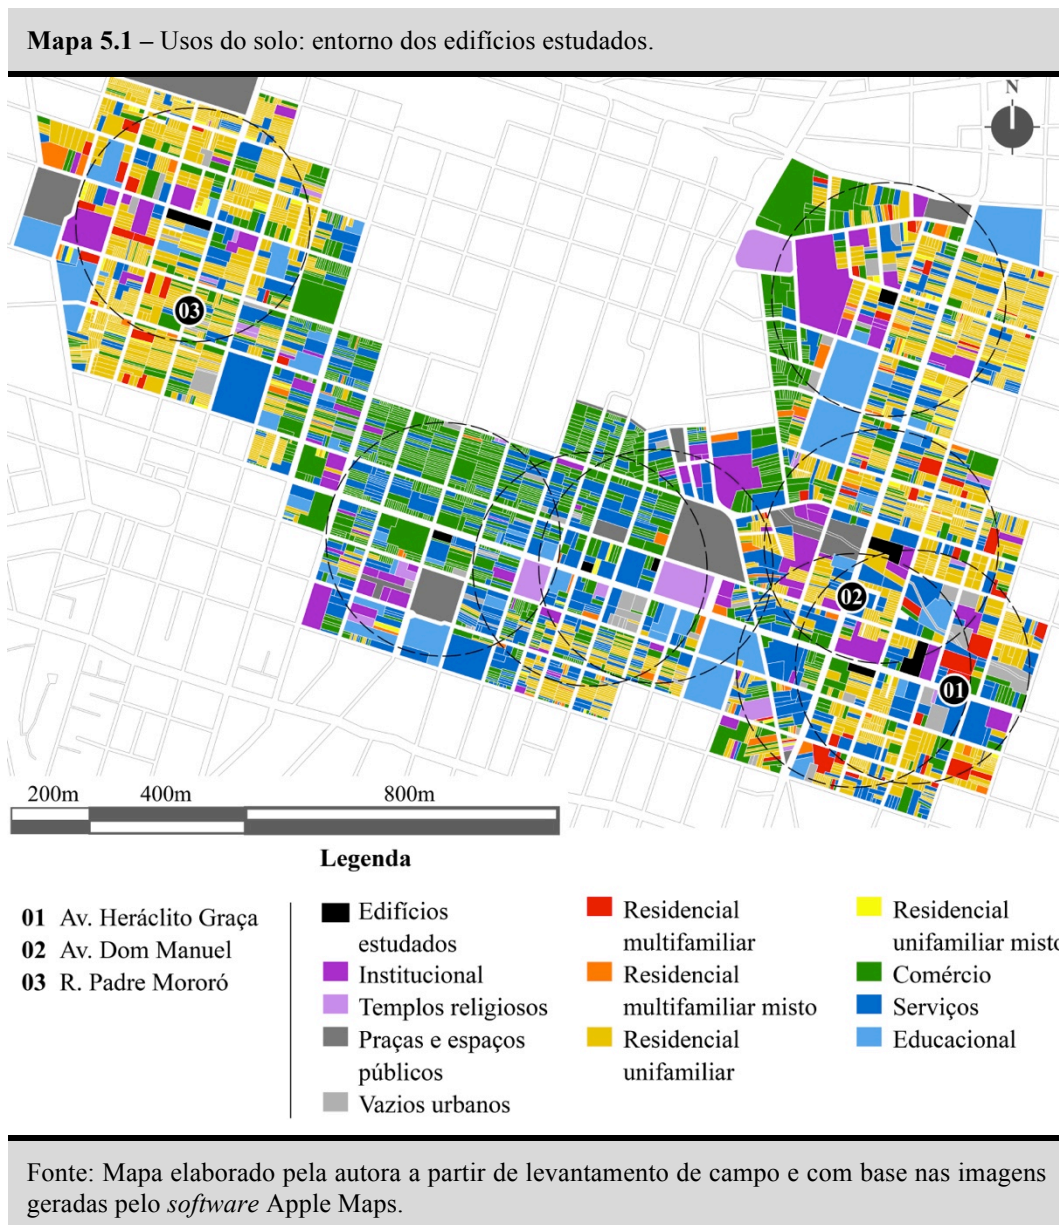 Mapa 5.1 – Usos do solo: entorno dos edifícios estudados.
N
03
02
01
200m 400m 800m
Legenda
01 Av. Heráclito Graça
02 Av. Dom Manuel
03 R. Padre Mororó
Edifícios
estudados
Institucional
Templos religiosos
Praças e espaços
públicos
Vazios urbanos
Residencial
multifamiliar
Residencial
multifamiliar misto
Residencial
unifamiliar
Residencial
unifamiliar misto
Comércio
Serviços
Educacional
Fonte: Mapa elaborado pela autora a partir de levantamento de campo e com base nas imagens
geradas pelo software Apple Maps.